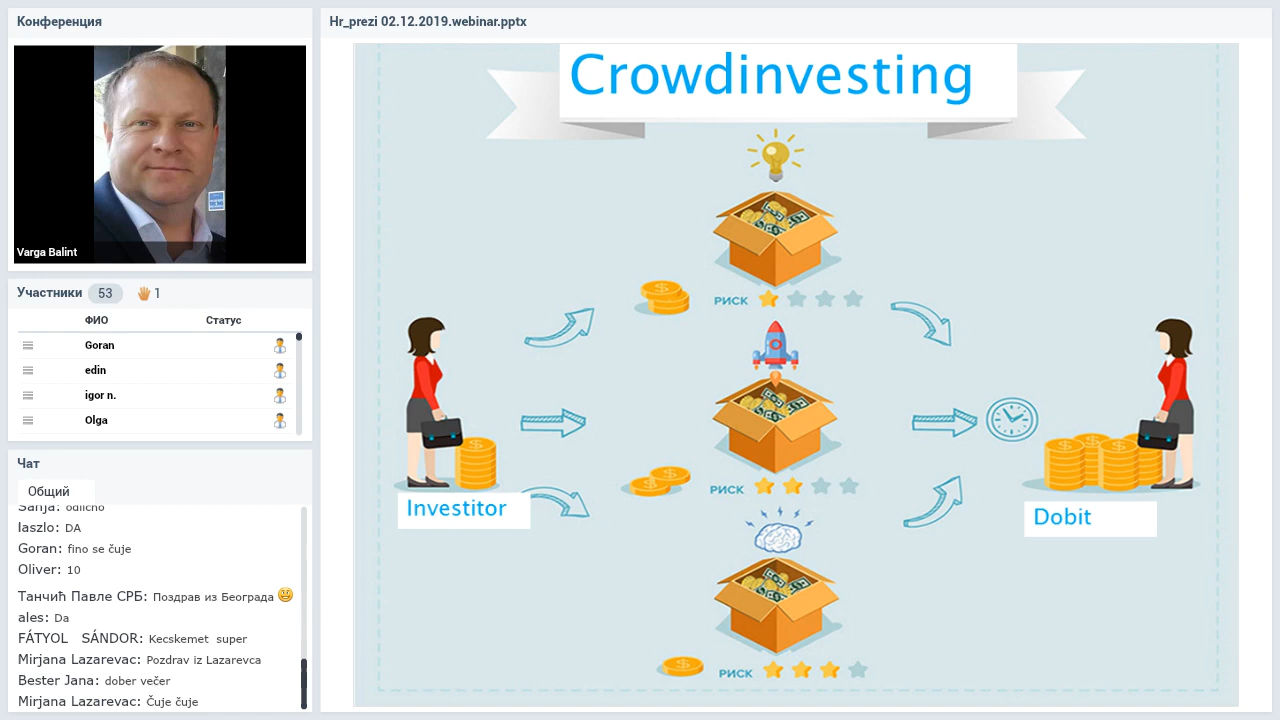 Конференция
Varga Balint
Участники 53 1
ФИО Статус
Goran
edin
igor n.
Olga
Чат
Общий
Sanja: odlicno
laszlo: DA
Goran: fino se čuje
Oliver: 10
Танчић Павле СРБ: Поздрав из Београда
ales: Da
FÁTYOL SÁNDOR: Kecskemet super
Mirjana Lazarevac: Pozdrav iz Lazarevca
Bester Jana: dober večer
Mirjana Lazarevac: Čuje čuje
Hr_prezi 02.12.2019.webinar.pptx
Crowdinvesting
РИСК
РИСК
Investitor
Dobit
РИСК